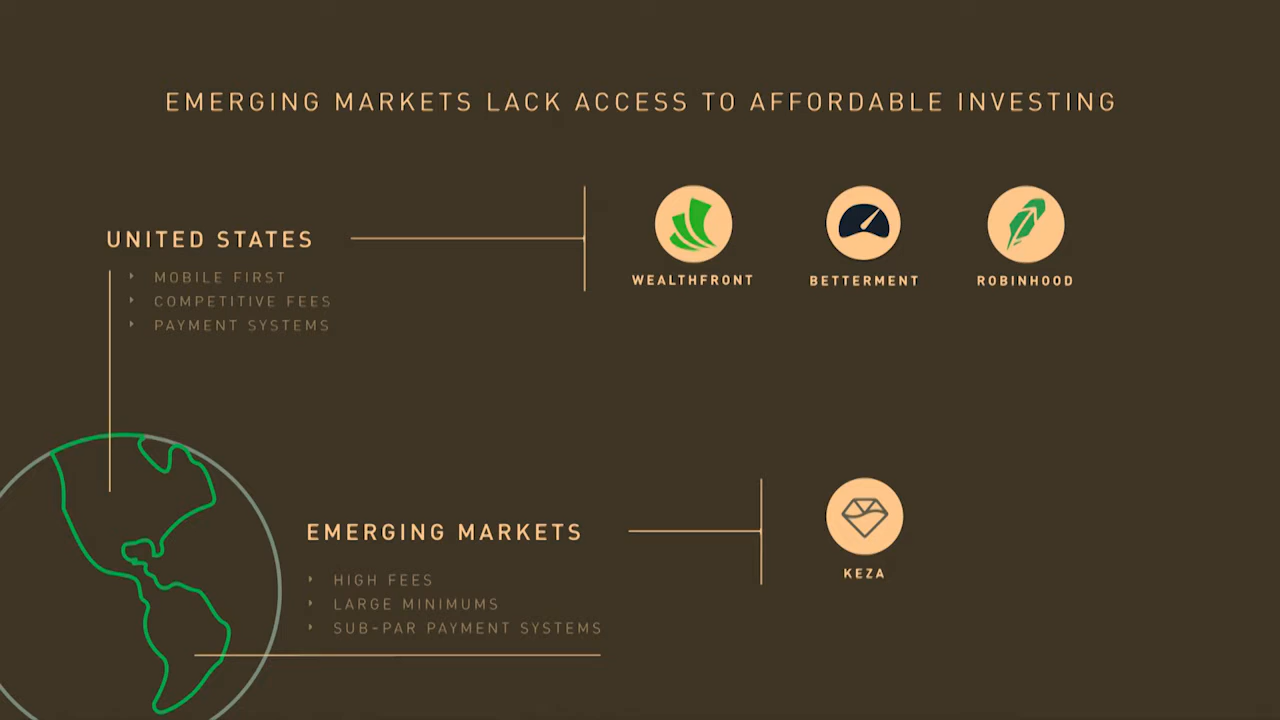 EMERGING MARKETS LACK ACCESS TO AFFORDABLE INVESTING
UNITED STATES
MOBILE FIRST
COMPETITIVE FEES
PAYMENT SYSTEMS
WEALTHFRONT
BETTERMENT
ROBINHOOD
EMERGING MARKETS
HIGH FEES
LARGE MINIMUMS
SUB-PAR PAYMENT SYSTEMS
KEZA